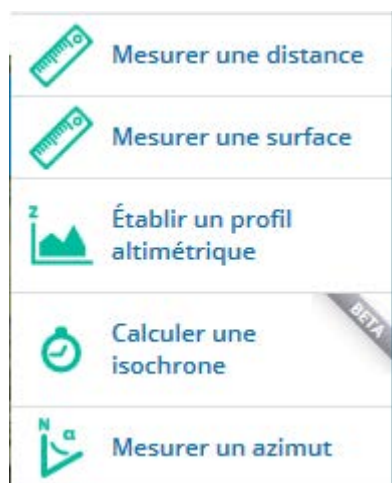 Mesurer une distance
Mesurer une surface
Z
Établir un profil
altimétrique
BETA
Calculer une
isochrone
N
α
Mesurer un azimut